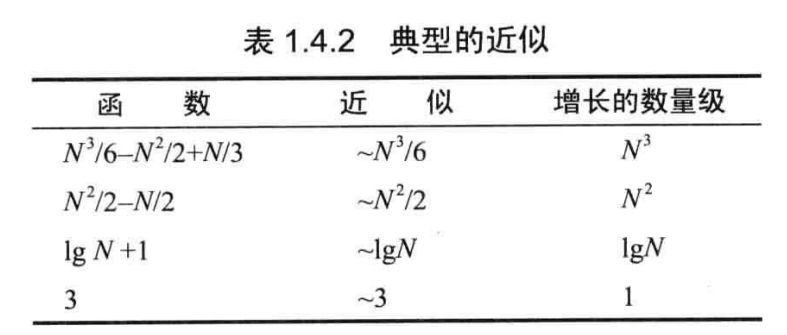 表 1.4.2 典型的近似
函 数 近 似 增长的数量级
N³/6–N²/2+N/3 ~N³/6 N³
N²/2–N/2 ~N²/2 N²
lg N +1 ~lgN lgN
3 ~3 1